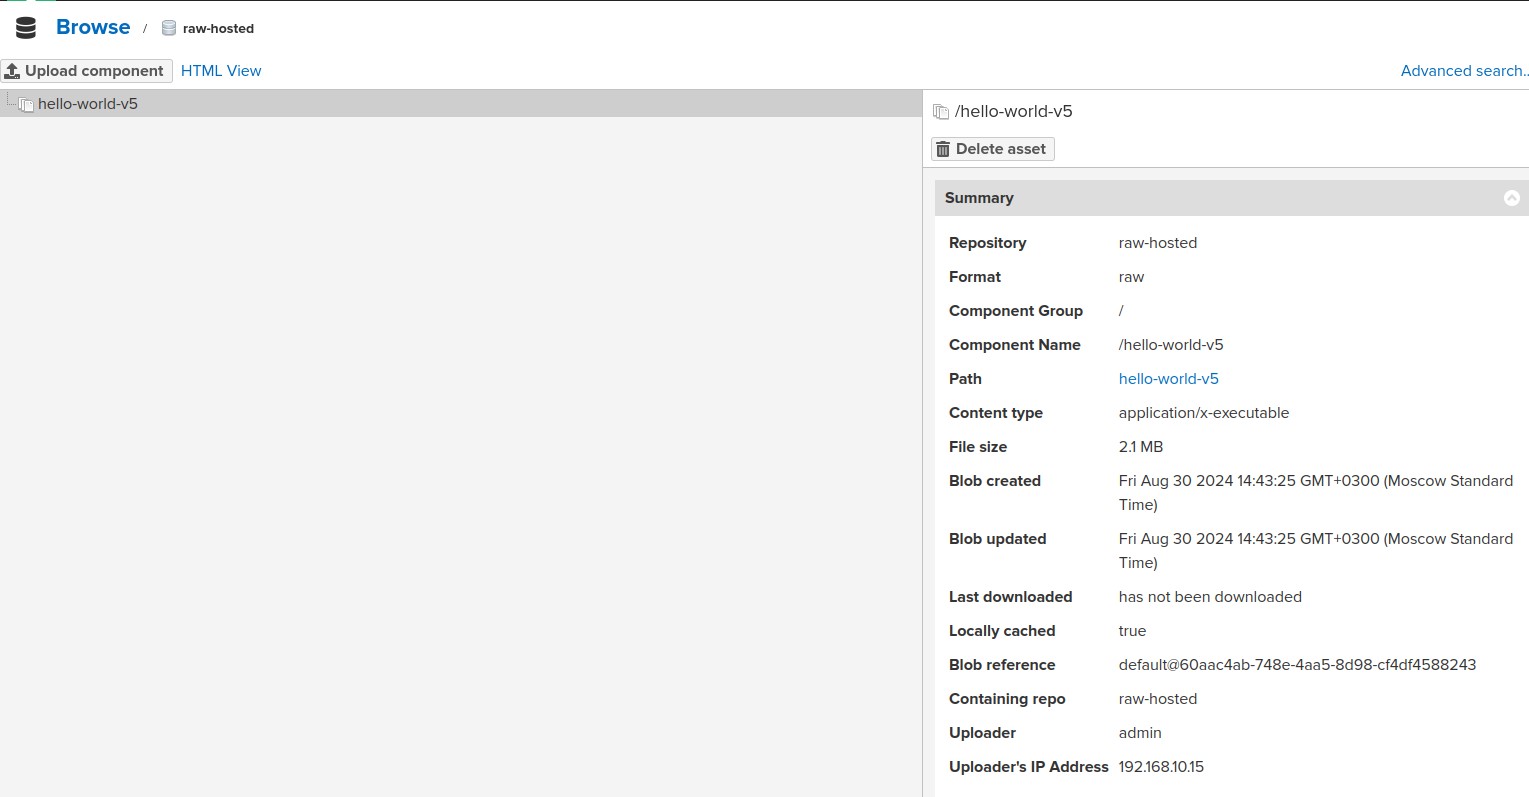 Browse / raw-hosted
Upload component HTML View Advanced search..
hello-world-v5
/hello-world-v5
Delete asset
Summary
Repository raw-hosted
Format raw
Component Group /
Component Name /hello-world-v5
Path hello-world-v5
Content type application/x-executable
File size 2.1 MB
Blob created Fri Aug 30 2024 14:43:25 GMT+0300 (Moscow Standard
Time)
Blob updated Fri Aug 30 2024 14:43:25 GMT+0300 (Moscow Standard
Time)
Last downloaded has not been downloaded
Locally cached true
Blob reference default@60aac4ab-748e-4aa5-8d98-cf4df4588243
Containing repo raw-hosted
Uploader admin
Uploader's IP Address 192.168.10.15